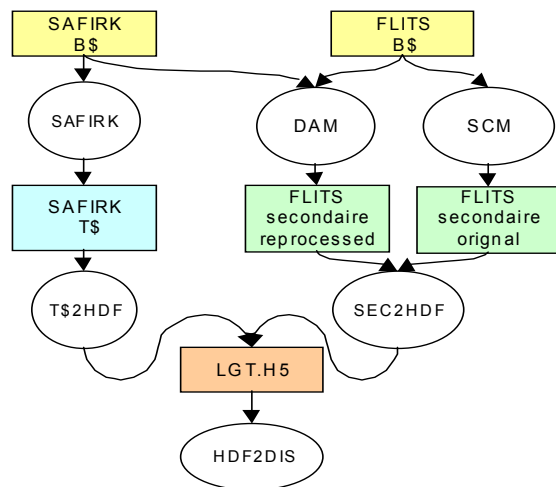 SAFIRK
B$
FLITS
B$
SAFIRK
DAM
SCM
SAFIRK
T$
FLITS
secondaire
reprocessed
FLITS
secondaire
orignal
T$2HDF
SEC2HDF
LGT.H5
HDF2DIS